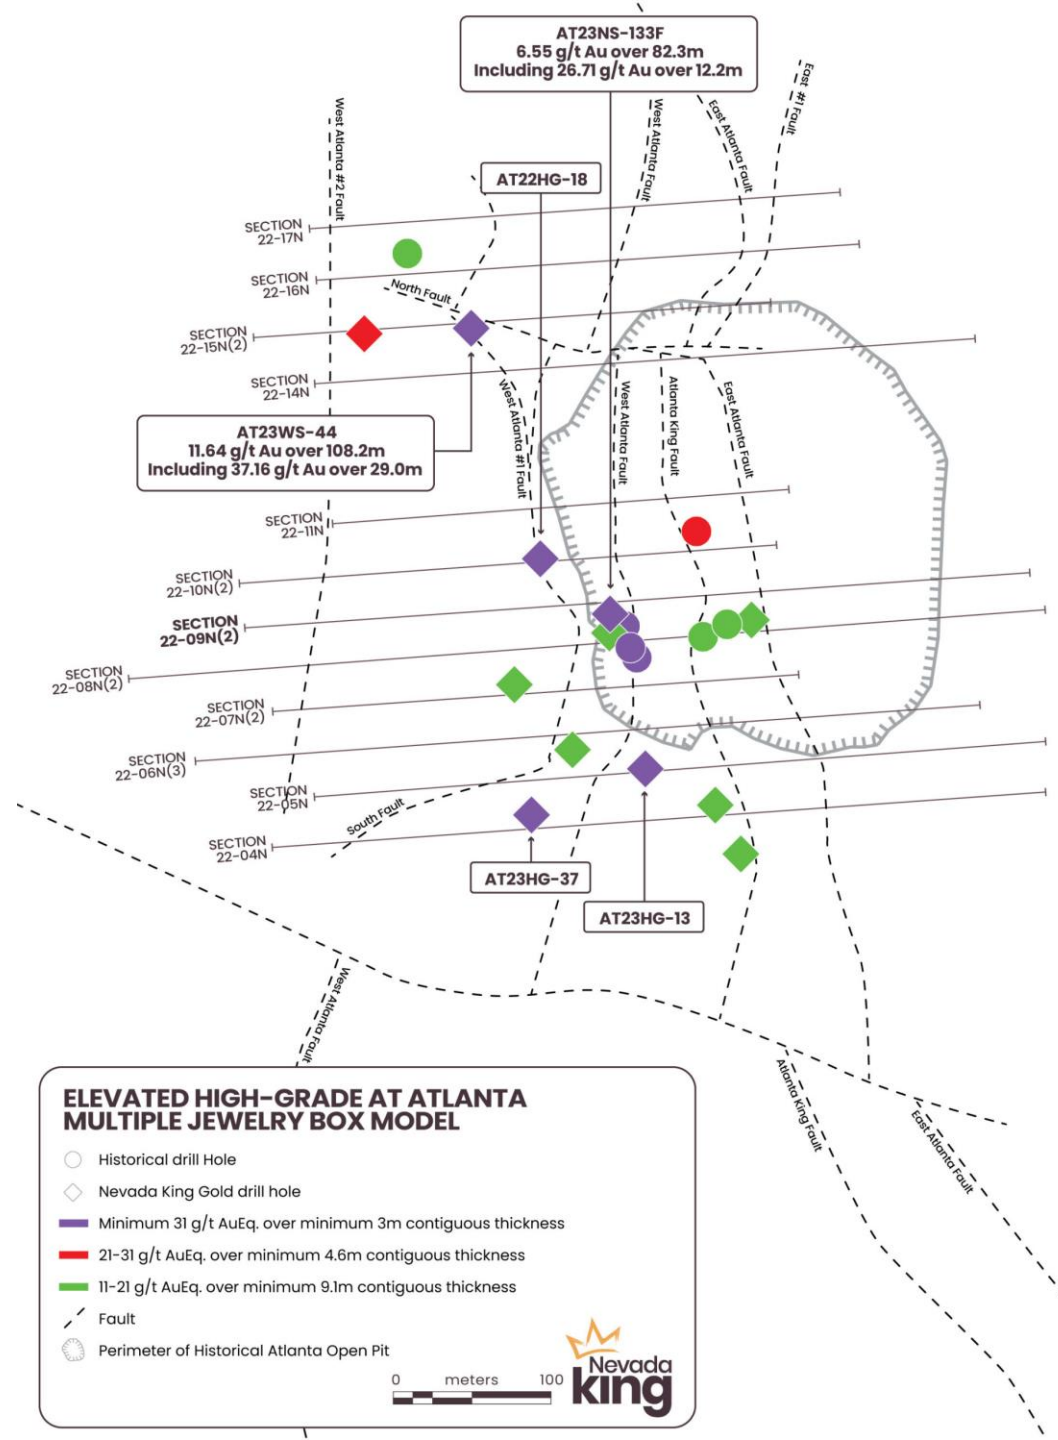 AT23NS-133F
6.55 g/t Au over 82.3m
Including 26.71 g/t Au over 12.2m
East #1 Fault
West Atlanta #2 Fault
West Atlanta Fault
East Atlanta Fault
AT22HG-18
SECTION
22-17N
SECTION
22-16N
North Fault
SECTION
22-15N(2)
SECTION
22-14N
AT23WS-44
11.64 g/t Au over 108.2m
Including 37.16 g/t Au over 29.0m
West Atlanta #1 Fault
West Atlanta Fault
Atlanta King Fault
East Atlanta Fault
SECTION
22-11N
SECTION
22-10N(2)
SECTION
22-09N(2)
SECTION
22-08N(2)
SECTION
22-07N(2)
SECTION
22-06N(3)
SECTION
22-05N
South Fault
SECTION
22-04N
AT23HG-37
AT23HG-13
West Atlanta Fault
Atlanta King Fault
East Atlanta Fault
ELEVATED HIGH-GRADE AT ATLANTA
MULTIPLE JEWELRY BOX MODEL
Historical drill Hole
Nevada King Gold drill hole
Minimum 31 g/t AuEq. over minimum 3m contiguous thickness
21-31 g/t AuEq. over minimum 4.6m contiguous thickness
11-21 g/t AuEq. over minimum 9.1m contiguous thickness
Fault
Perimeter of Historical Atlanta Open Pit
0 meters 100
Nevada
king